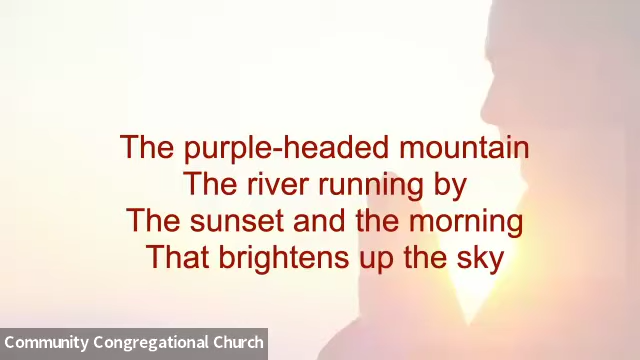 The purple-headed mountain
The river running by
The sunset and the morning
That brightens up the sky
Community Congregational Church